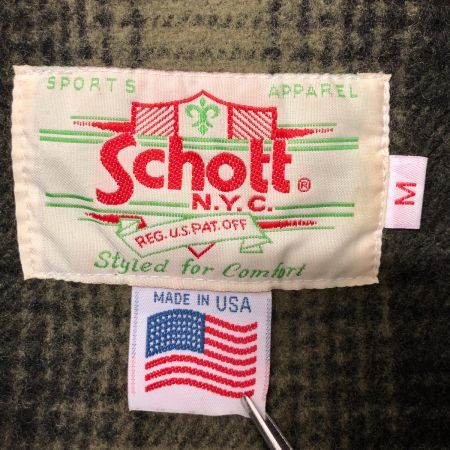 SPORTS APPAREL
Schott®
N.Y.C.
REG. U.S. PAT. OFF
Styled for Comfort
M
MADE IN USA